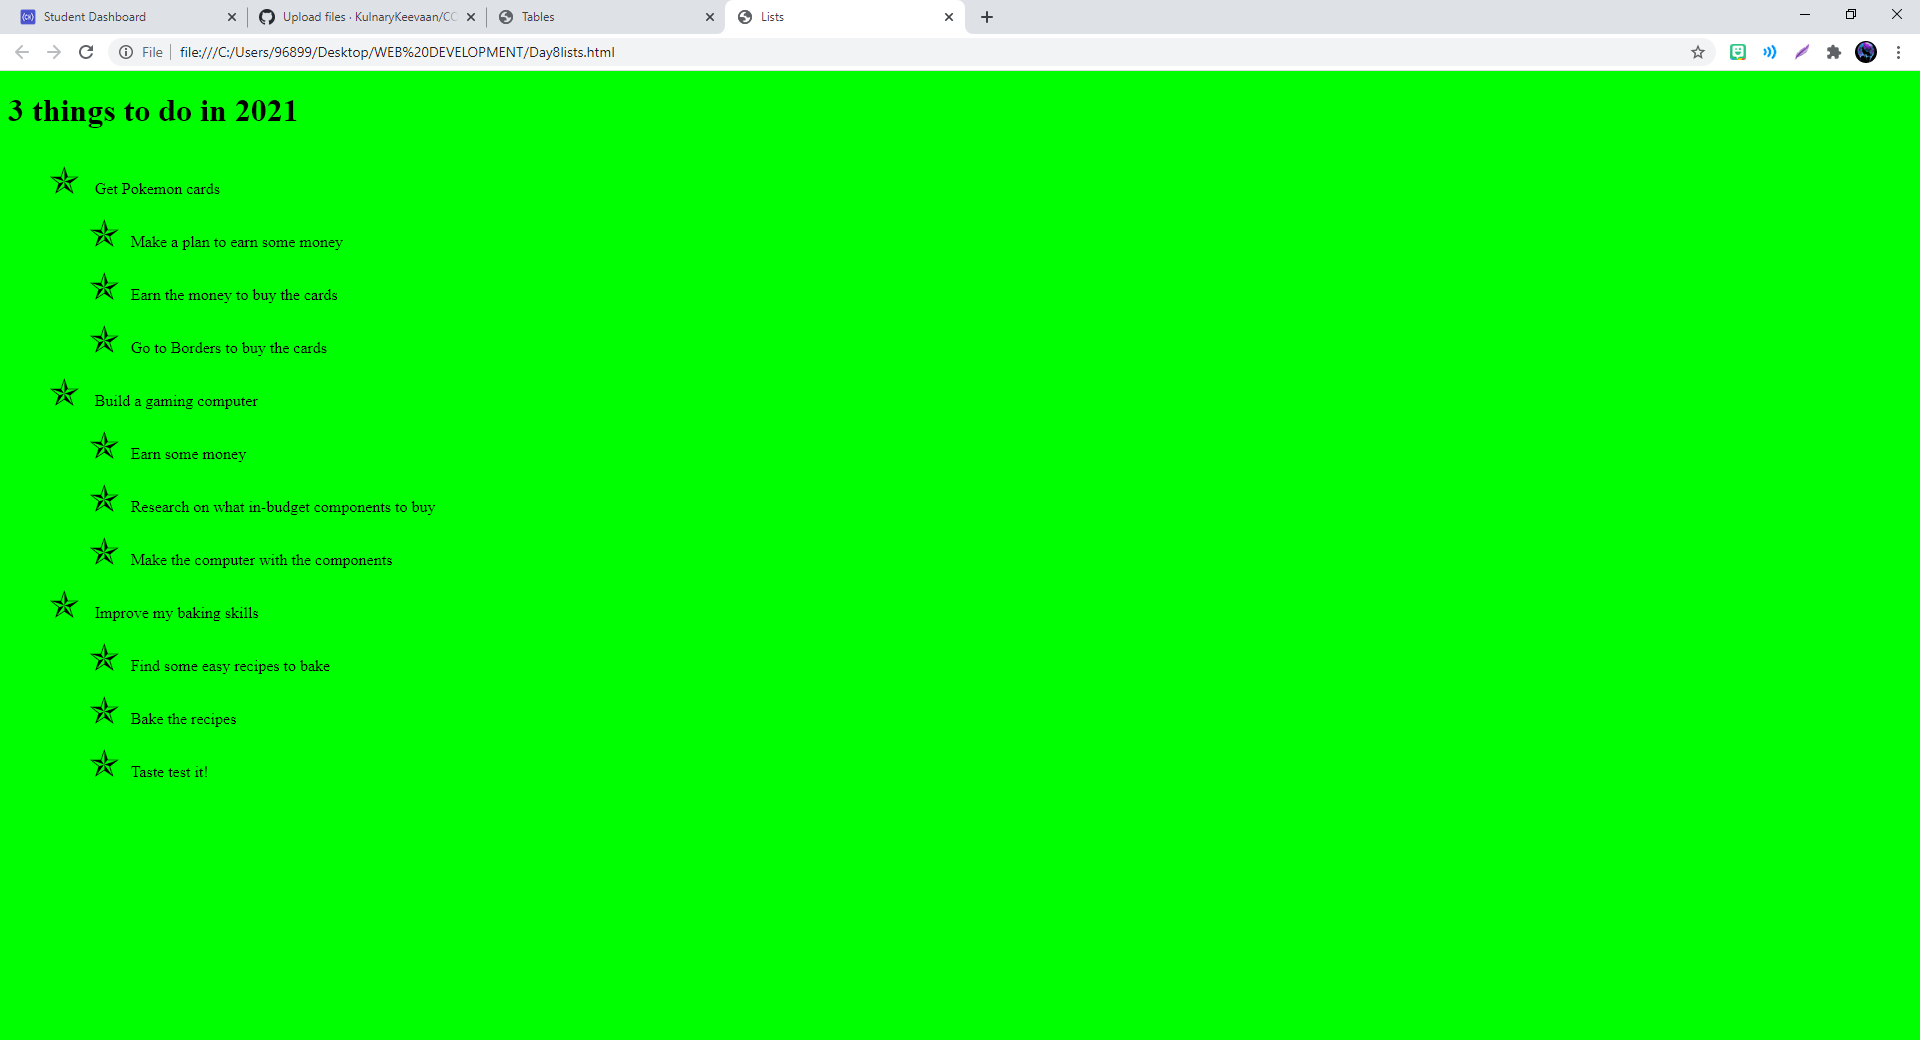 Student Dashboard
Upload files · KulnaryKeevaan/CC
Tables
Lists
File
file:///C:/Users/96899/Desktop/WEB%20DEVELOPMENT/Day8lists.html
3 things to do in 2021
Get Pokemon cards
Make a plan to earn some money
Earn the money to buy the cards
Go to Borders to buy the cards
Build a gaming computer
Earn some money
Research on what in-budget components to buy
Make the computer with the components
Improve my baking skills
Find some easy recipes to bake
Bake the recipes
Taste test it!